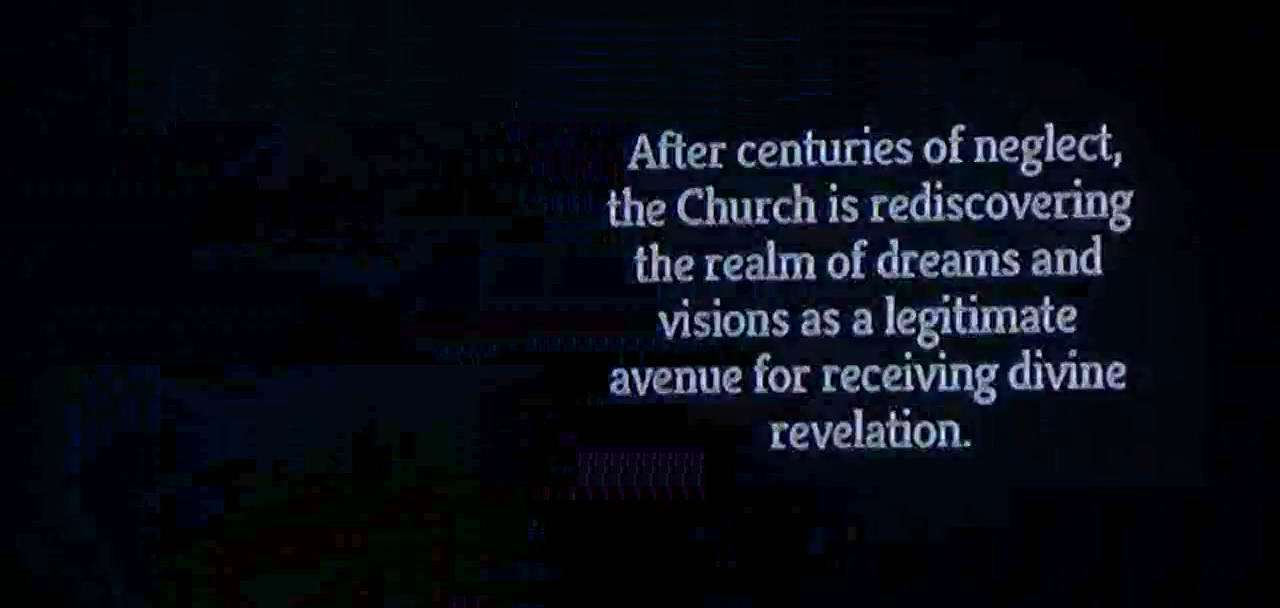 After centuries of neglect,
the Church is rediscovering
the realm of dreams and
visions as a legitimate
avenue for receiving divine
revelation.